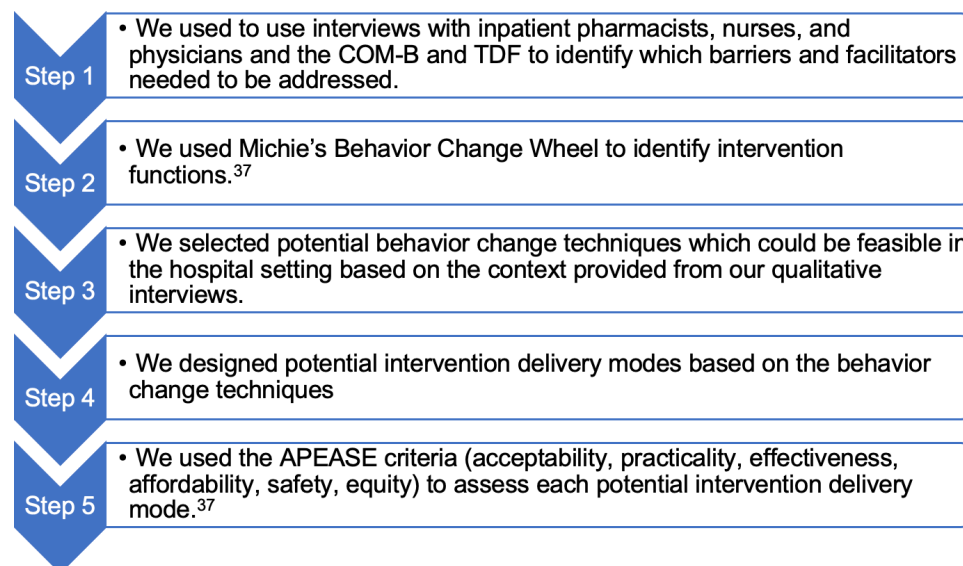 • We used to use interviews with inpatient pharmacists, nurses, and
physicians and the COM-B and TDF to identify which barriers and facilitators
needed to be addressed.
Step 1
• We used Michie’s Behavior Change Wheel to identify intervention
functions.³⁷
Step 2
• We selected potential behavior change techniques which could be feasible in
the hospital setting based on the context provided from our qualitative
interviews.
Step 3
• We designed potential intervention delivery modes based on the behavior
change techniques
Step 4
• We used the APEASE criteria (acceptability, practicality, effectiveness,
affordability, safety, equity) to assess each potential intervention delivery
mode.³⁷
Step 5